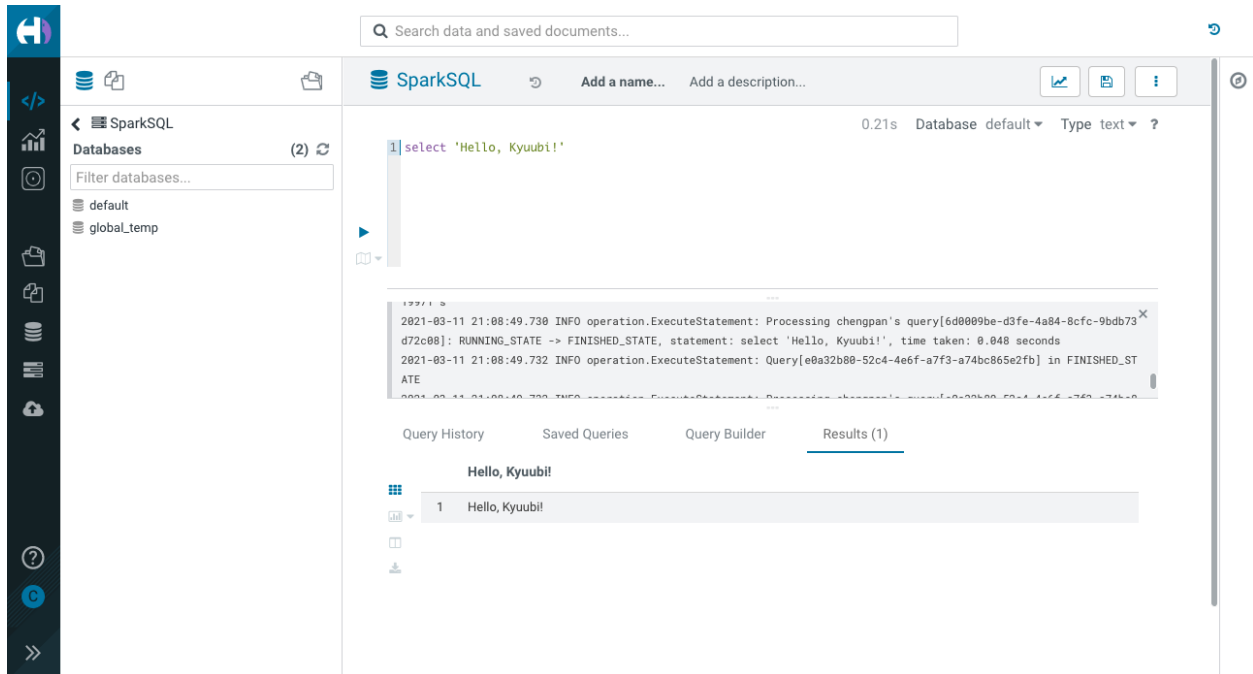 Search data and saved documents...
SparkSQL
Add a name...
Add a description...
SparkSQL
Databases
(2)
Filter databases...
default
global_temp
0.21s Database default Type text ?
1 select 'Hello, Kyuubi!'
2021-03-11 21:08:49.730 INFO operation.ExecuteStatement: Processing chengpan's query[6d0009be-d3fe-4a84-8cfc-9bdb73
d72c08]: RUNNING_STATE -> FINISHED_STATE, statement: select 'Hello, Kyuubi!', time taken: 0.048 seconds
2021-03-11 21:08:49.732 INFO operation.ExecuteStatement: Query[e0a32b80-52c4-4e6f-a7f3-a74bc865e2fb] in FINISHED_ST
ATE
Query History Saved Queries Query Builder Results (1)
Hello, Kyuubi!
1 Hello, Kyuubi!
C